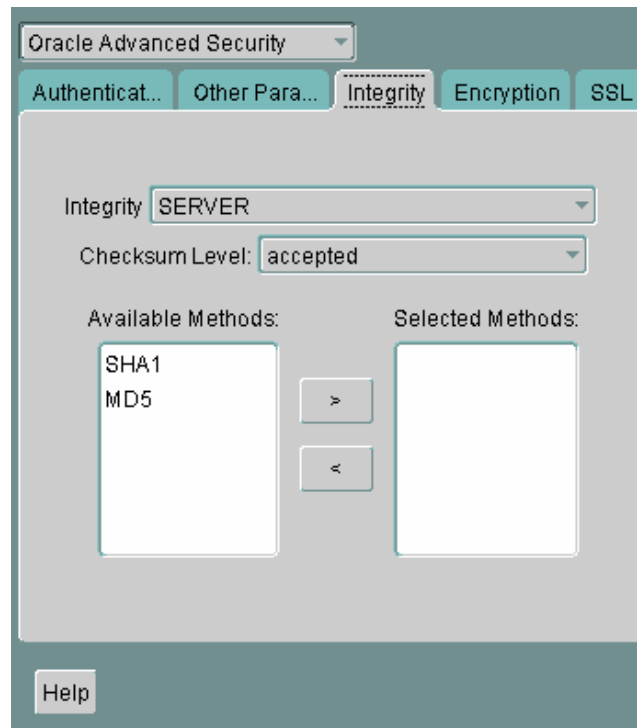 Oracle Advanced Security
Authenticat... Other Para... Integrity Encryption SSL
Integrity SERVER
Checksum Level: accepted
Available Methods: Selected Methods:
SHA1
MD5
>
<
Help